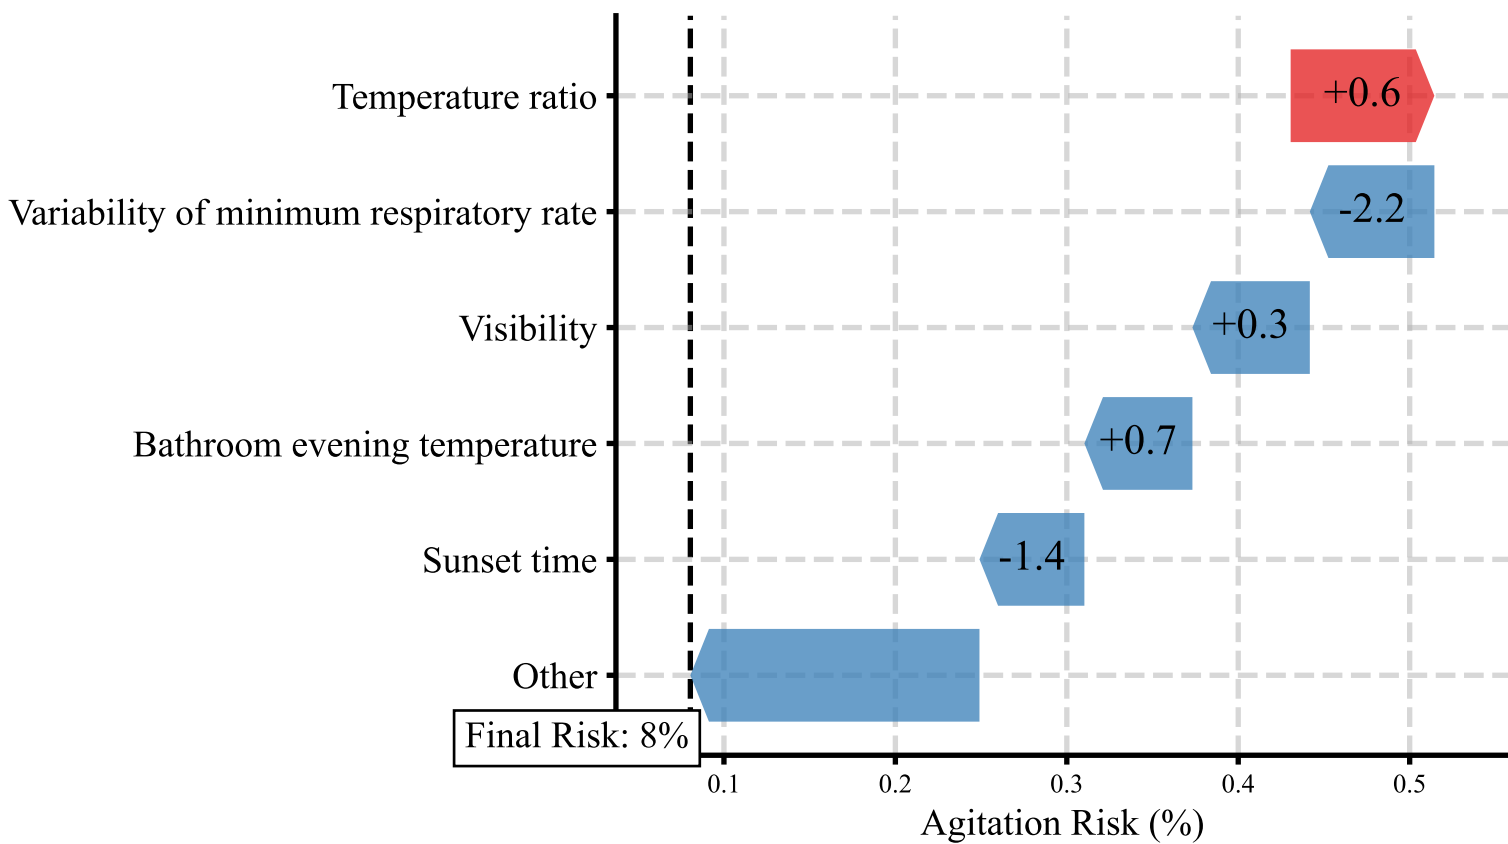 Temperature ratio
+0.6
Variability of minimum respiratory rate
-2.2
Visibility
+0.3
Bathroom evening temperature
+0.7
Sunset time
-1.4
Other
Final Risk: 8%
0.1 0.2 0.3 0.4 0.5
Agitation Risk (%)